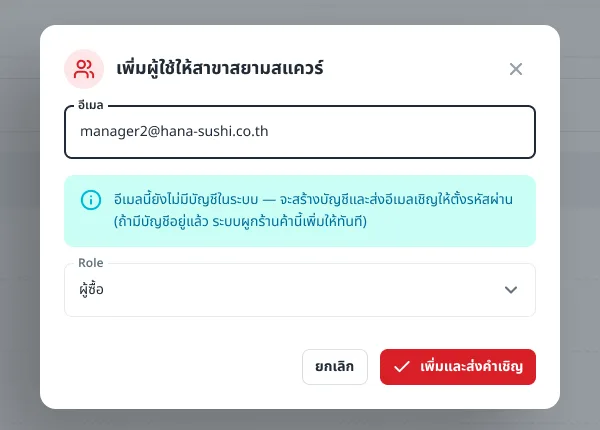 เพิ่มผู้ใช้ให้สาขาสยามสแควร์
อีเมล
manager2@hana-sushi.co.th
อีเมลนี้ยังไม่มีบัญชีในระบบ — จะสร้างบัญชีและส่งอีเมลเชิญให้ตั้งรหัสผ่าน
(ถ้ามีบัญชีอยู่แล้ว ระบบผูกร้านค้านี้เพิ่มให้ทันที)
Role
ผู้ซื้อ
ยกเลิก
เพิ่มและส่งคำเชิญ